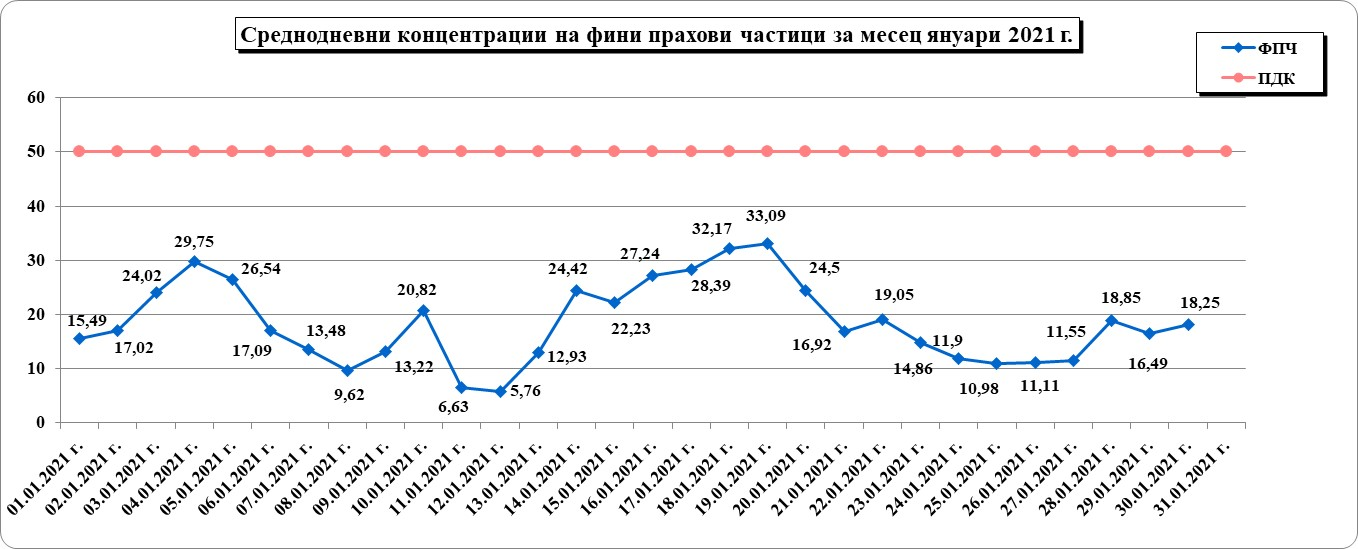 Среднодневни концентрации на фини прахови частици за месец януари 2021 г.
ФПЧ
ПДК
60
50
40
30
20
10
0
15,49
17,02
24,02
29,75
26,54
17,09
13,48
9,62
13,22
20,82
6,63
5,76
12,93
24,42
22,23
27,24
28,39
32,17
33,09
24,5
16,92
19,05
14,86
11,9
10,98
11,11
11,55
18,85
16,49
18,25
01.01.2021 г.
02.01.2021 г.
03.01.2021 г.
04.01.2021 г.
05.01.2021 г.
06.01.2021 г.
07.01.2021 г.
08.01.2021 г.
09.01.2021 г.
10.01.2021 г.
11.01.2021 г.
12.01.2021 г.
13.01.2021 г.
14.01.2021 г.
15.01.2021 г.
16.01.2021 г.
17.01.2021 г.
18.01.2021 г.
19.01.2021 г.
20.01.2021 г.
21.01.2021 г.
22.01.2021 г.
23.01.2021 г.
24.01.2021 г.
25.01.2021 г.
26.01.2021 г.
27.01.2021 г.
28.01.2021 г.
29.01.2021 г.
30.01.2021 г.
31.01.2021 г.